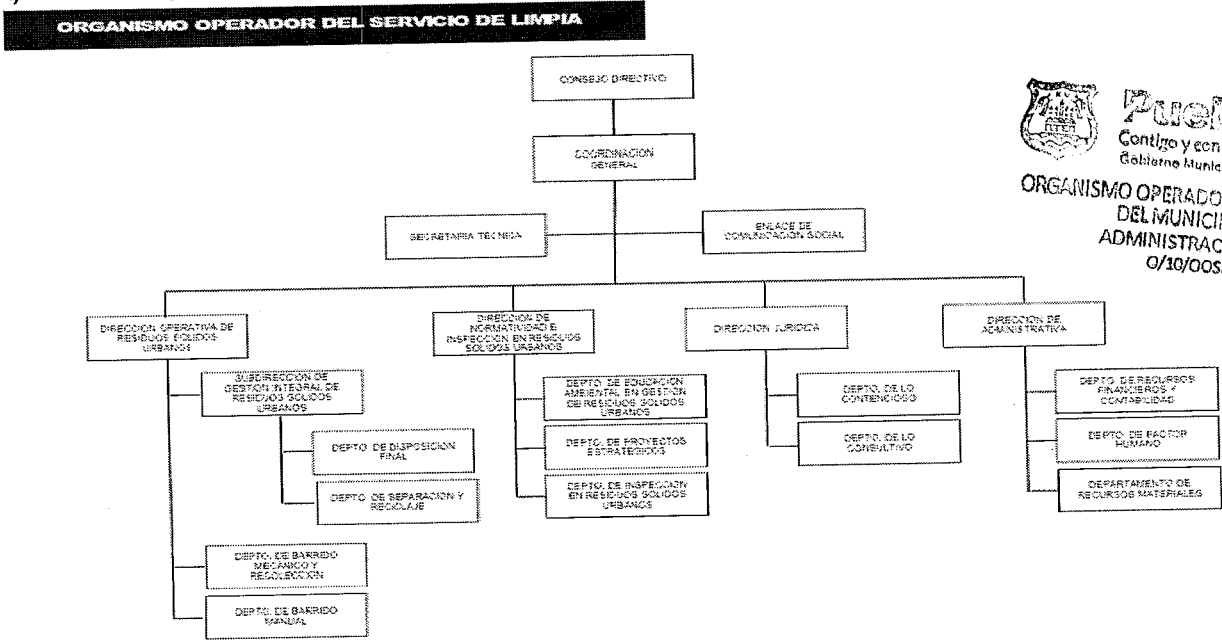 ORGANISMO OPERADOR DEL SERVICIO DE LIMPIA
CONSEJO DIRECTIVO
COORDINACION
GENERAL
SECRETARIA TECNICA
ENLACE DE
COMUNICACION SOCIAL
Contigo y con
Gobierno Munic
ORGANISMO OPERADO
DEL MUNICI
ADMINISTRAC
O/10/OOS
DIRECCION OPERATIVA DE
RESIDUOS SOLIDOS
URBANOS
DIRECCION DE
NORMATIVIDAD E
INSPECCION EN RESIDUOS
SOLIDOS URBANOS
DIRECCION JURIDICA
DIRECCION DE
ADMINISTRATIVA
SUBDIRECCION DE
GESTION INTEGRAL DE
RESIDUOS SOLIDOS
URBANOS
DEPTO. DE DISPOSICION
FINAL
DEPTO. DE SEPARACION Y
RECICLAJE
DEPTO. DE BARRIDO
MECANICO Y
RECOLECCION
DEPTO. DE BARRIDO
MANUAL
DEPTO. DE EDUCACION
AMBIENTAL EN GESTION
DE RESIDUOS SOLIDOS
URBANOS
DEPTO. DE PROYECTOS
ESTRATEGICOS
DEPTO. DE INSPECCION
EN RESIDUOS SOLIDOS
URBANOS
DEPTO. DE LO
CONTENCIOSO
DEPTO. DE LO
CONSULTIVO
DEPTO. DE RECURSOS
FINANCIEROS Y
CONTABILIDAD
DEPTO. DE FACTOR
HUMANO
DEPARTAMENTO DE
RECURSOS MATERIALES